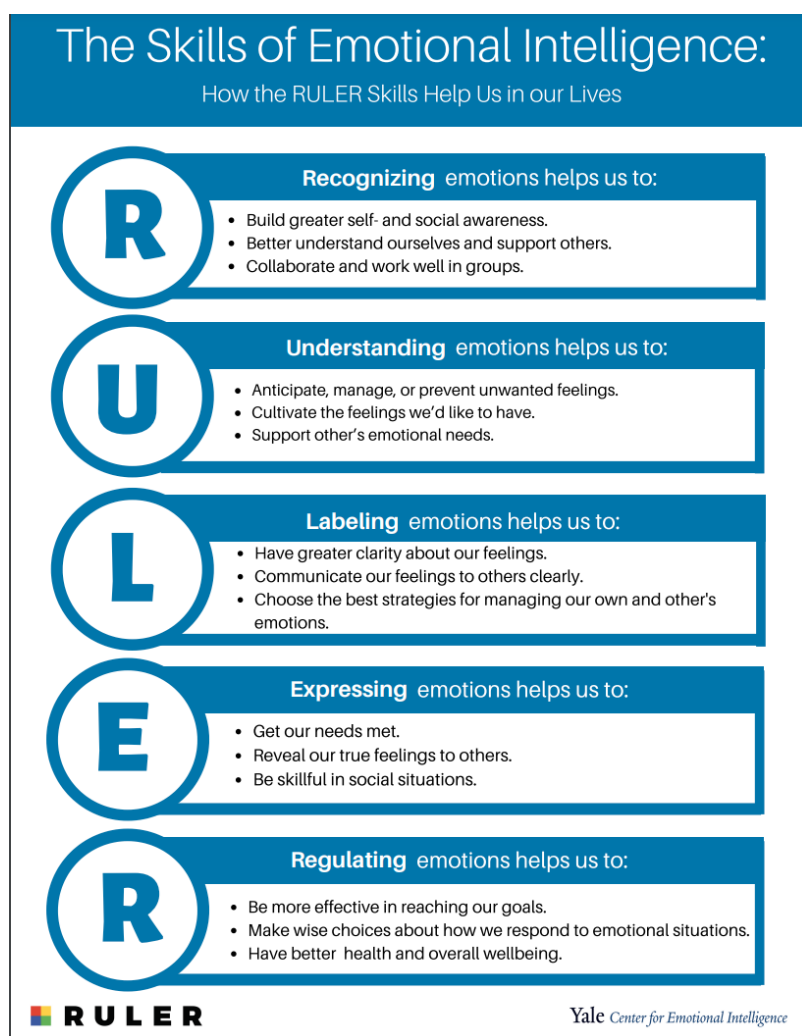 The Skills of Emotional Intelligence:
How the RULER Skills Help Us in our Lives
R
Recognizing emotions helps us to:
• Build greater self- and social awareness.
• Better understand ourselves and support others.
• Collaborate and work well in groups.
U
Understanding emotions helps us to:
• Anticipate, manage, or prevent unwanted feelings.
• Cultivate the feelings we'd like to have.
• Support other's emotional needs.
L
Labeling emotions helps us to:
• Have greater clarity about our feelings.
• Communicate our feelings to others clearly.
• Choose the best strategies for managing our own and other's
emotions.
E
Expressing emotions helps us to:
• Get our needs met.
• Reveal our true feelings to others.
• Be skillful in social situations.
R
Regulating emotions helps us to:
• Be more effective in reaching our goals.
• Make wise choices about how we respond to emotional situations.
• Have better health and overall wellbeing.
RULER
Yale Center for Emotional Intelligence